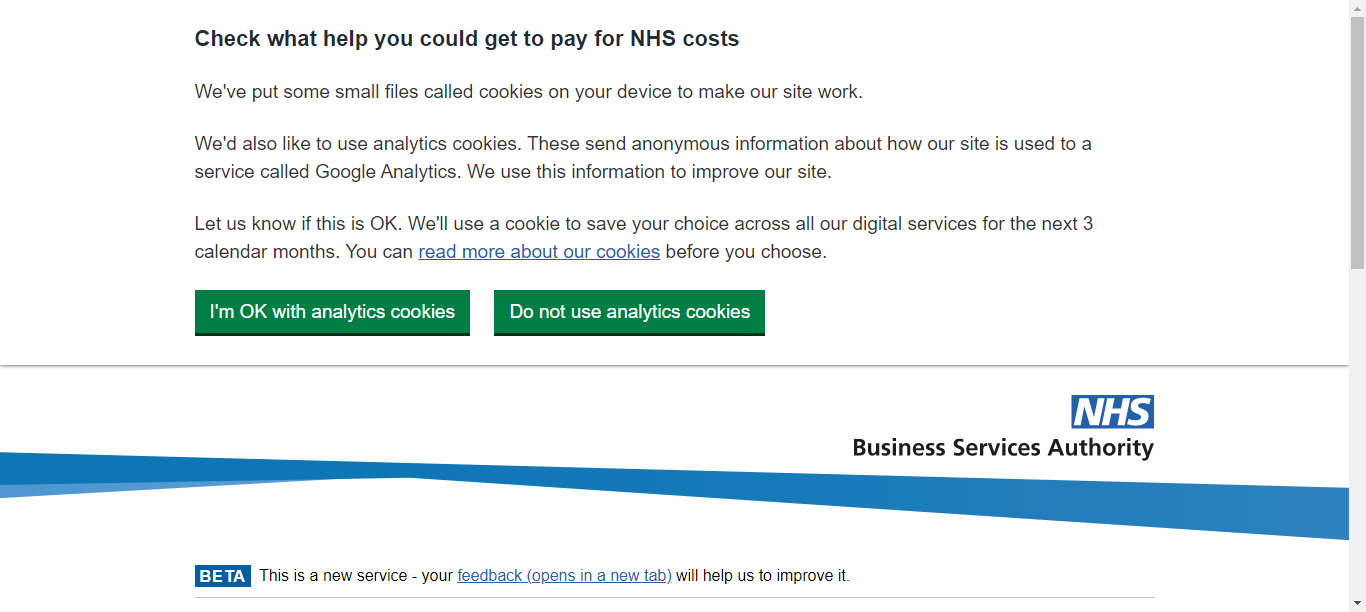 Check what help you could get to pay for NHS costs
We've put some small files called cookies on your device to make our site work.
We'd also like to use analytics cookies. These send anonymous information about how our site is used to a
service called Google Analytics. We use this information to improve our site.
Let us know if this is OK. We'll use a cookie to save your choice across all our digital services for the next 3
calendar months. You can read more about our cookies before you choose.
I'm OK with analytics cookies Do not use analytics cookies
NHS
Business Services Authority
BETA This is a new service - your feedback (opens in a new tab) will help us to improve it.